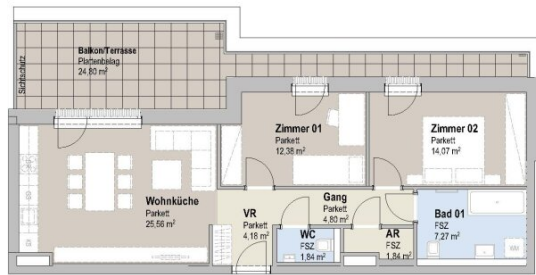 Balkon/Terrasse
Plattenbelag
24,80 m²
Sichtschutz
Zimmer 01
Parkett
12,38 m²
Zimmer 02
Parkett
14,07 m²
Wohnküche
Parkett
25,56 m²
VR
Parkett
4,18 m²
Gang
Parkett
4,80 m²
WC
FSZ
1,84 m²
AR
FSZ
1,84 m²
Bad 01
FSZ
7,27 m²
WM